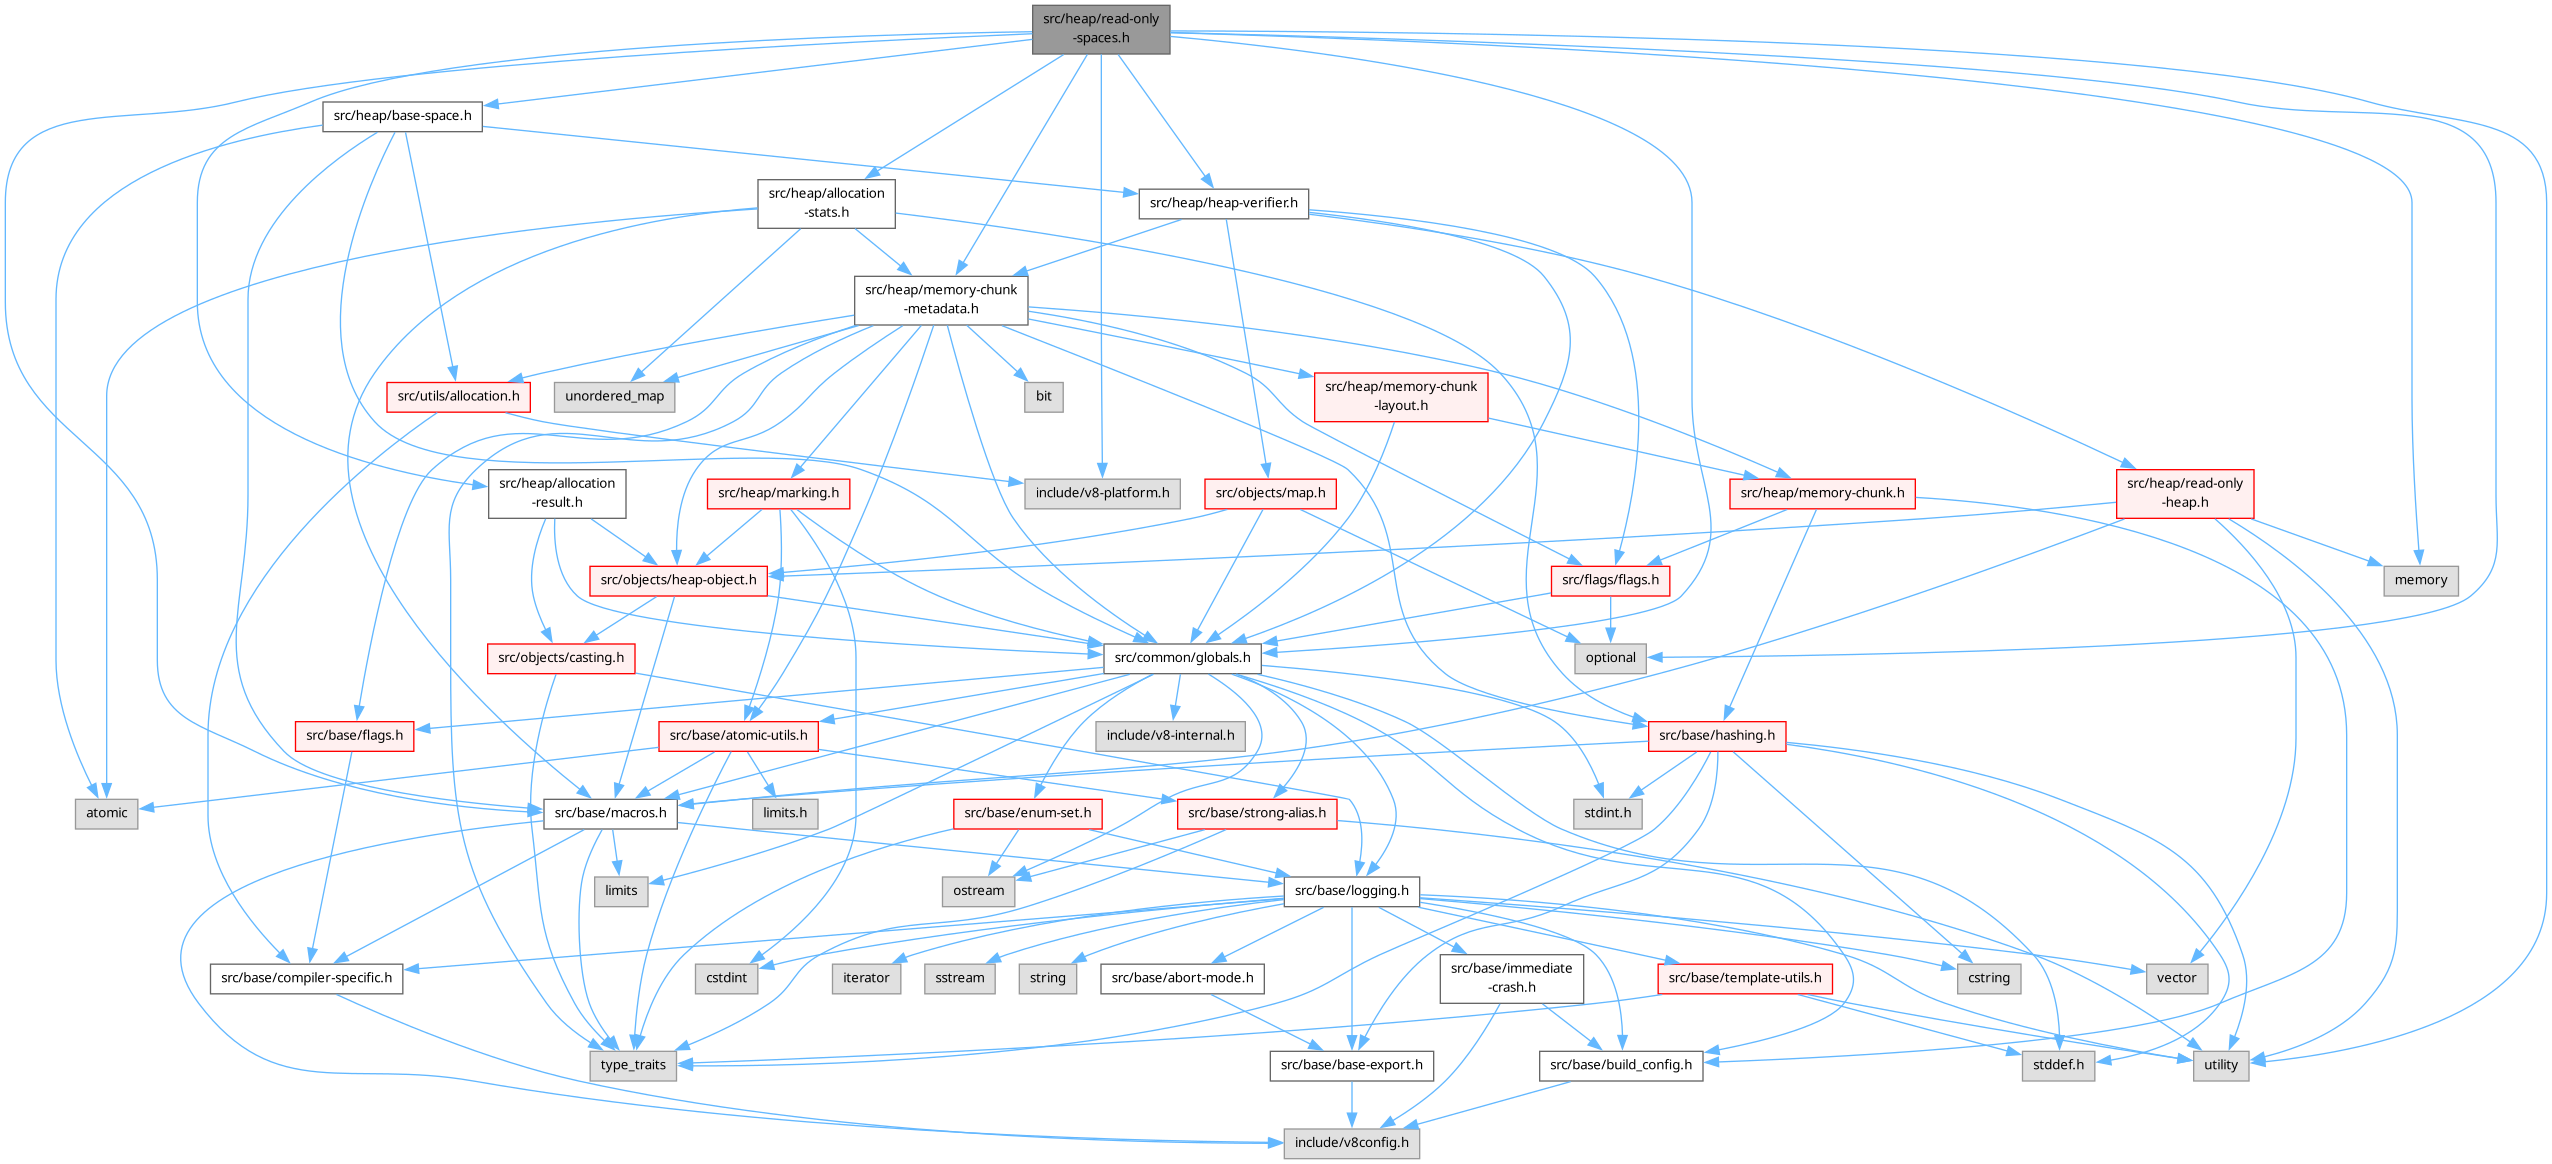 src/heap/read-only
-spaces.h
src/heap/base-space.h
src/heap/allocation
-stats.h
src/heap/heap-verifier.h
src/heap/memory-chunk
-metadata.h
src/utils/allocation.h
unordered_map
bit
src/heap/memory-chunk
-layout.h
src/heap/allocation
-result.h
src/heap/marking.h
include/v8-platform.h
src/objects/map.h
src/heap/memory-chunk.h
src/heap/read-only
-heap.h
src/objects/heap-object.h
src/flags/flags.h
memory
src/objects/casting.h
src/common/globals.h
optional
src/base/flags.h
src/base/atomic-utils.h
include/v8-internal.h
src/base/hashing.h
atomic
src/base/macros.h
limits.h
src/base/enum-set.h
src/base/strong-alias.h
stdint.h
limits
ostream
src/base/logging.h
src/base/compiler-specific.h
cstdint
iterator
sstream
string
src/base/abort-mode.h
src/base/immediate
-crash.h
src/base/template-utils.h
cstring
vector
type_traits
src/base/base-export.h
src/base/build_config.h
stddef.h
utility
include/v8config.h